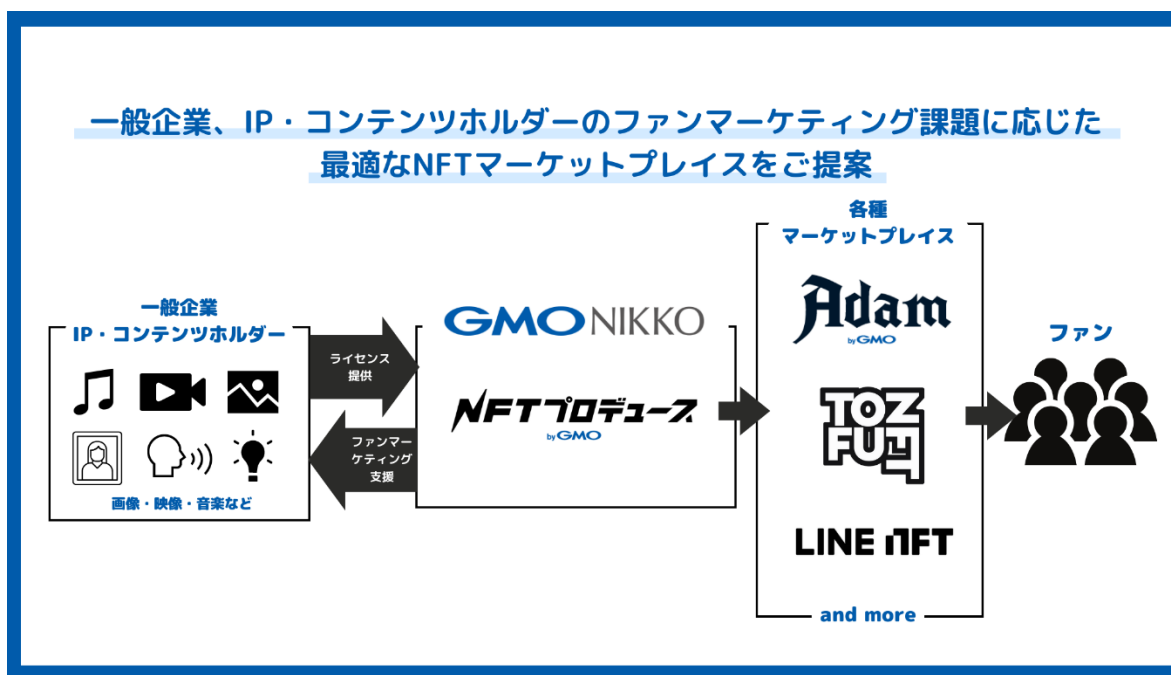 一般企業、IP・コンテンツホルダーのファンマーケティング課題に応じた
最適なNFTマーケットプレイスをご提案
一般企業
IP・コンテンツホルダー
画像・映像・音楽など
ライセンス
提供
ファンマー
ケティング
支援
GMO NIKKO
NFTプロデュース
by GMO
各種
マーケットプレイス
Adam
by GMO
TOZ
FUT
LINE NFT
and more
ファン